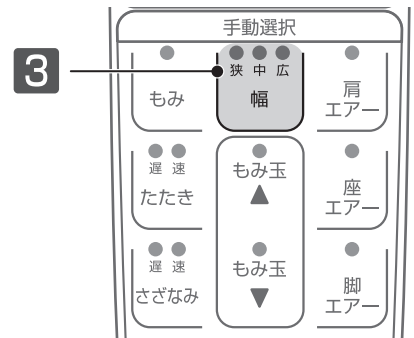 手動選択
3
狭 中 広
もみ
幅
肩
エアー
遅 速
たたき
もみ玉
▲
座
エアー
遅 速
さざなみ
もみ玉
▼
脚
エアー